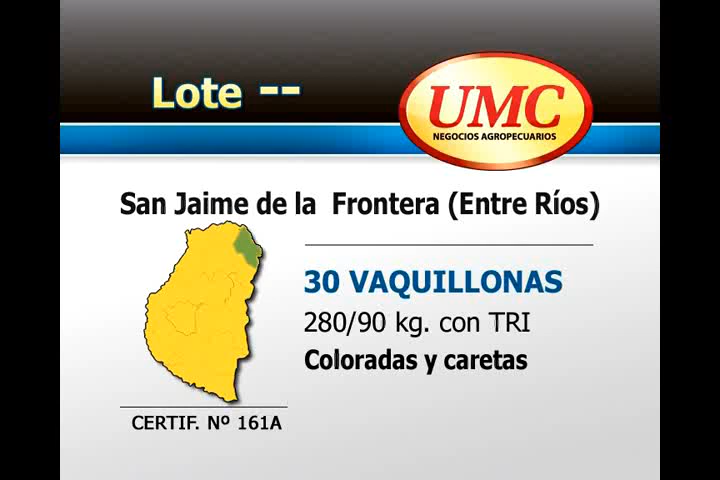 Lote --
UMC
NEGOCIOS AGROPECUARIOS
San Jaime de la Frontera (Entre Ríos)
30 VAQUILLONAS
280/90 kg. con TRI
Coloradas y caretas
CERTIF. Nº 161A